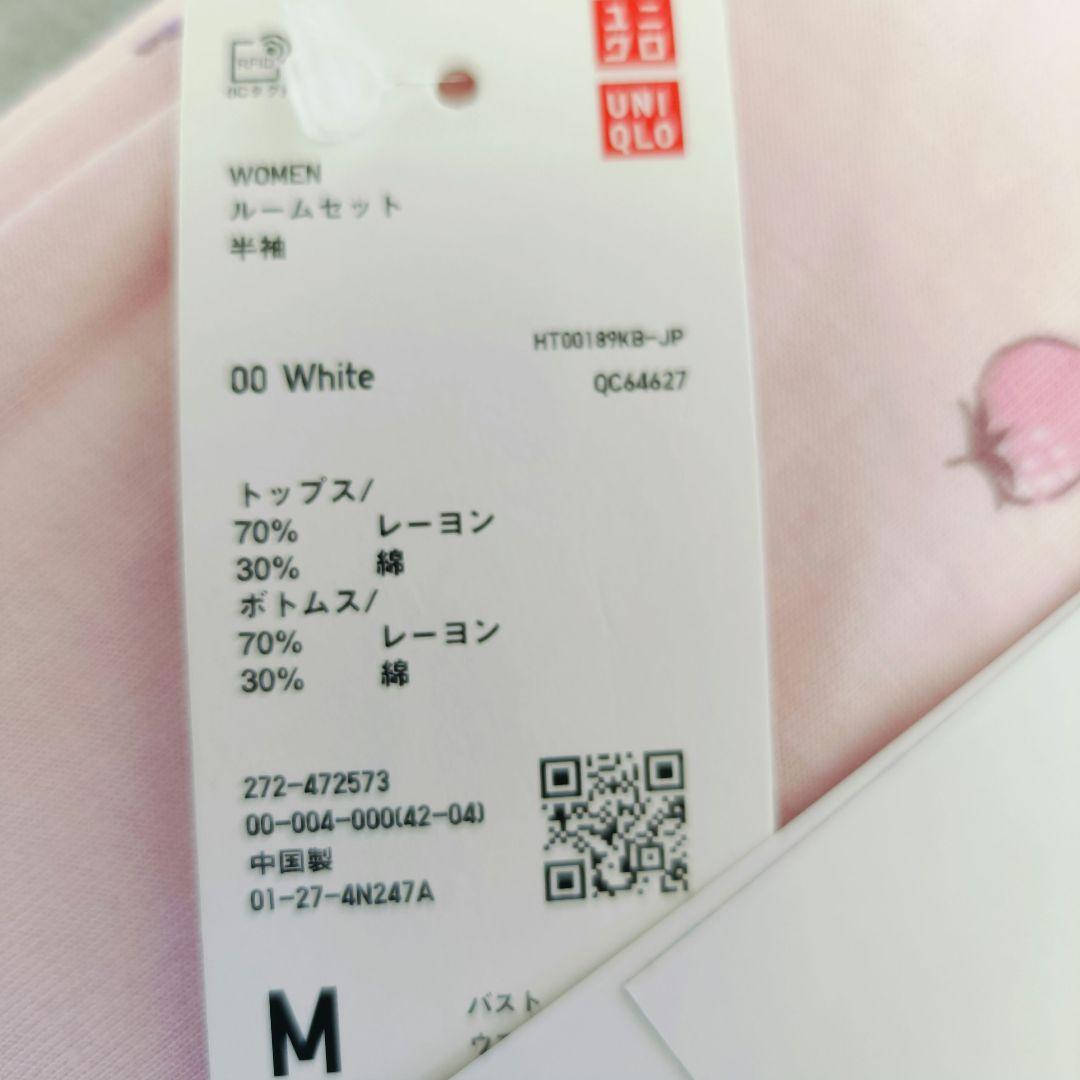 ユニ
クロ
UNI
QLO
RFID
ICタグ
WOMEN
ルームセット
半袖
HT00189KB-JP
00 White
QC64627
トップス/
70% レーヨン
30% 綿
ボトムス/
70% レーヨン
30% 綿
272-472573
00-004-000(42-04)
中国製
01-27-4N247A
M
バスト